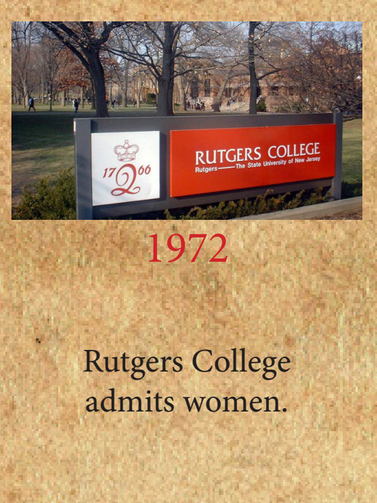 17 Q 66
RUTGERS COLLEGE
Rutgers—The State University of New Jersey
1972
Rutgers College
admits women.